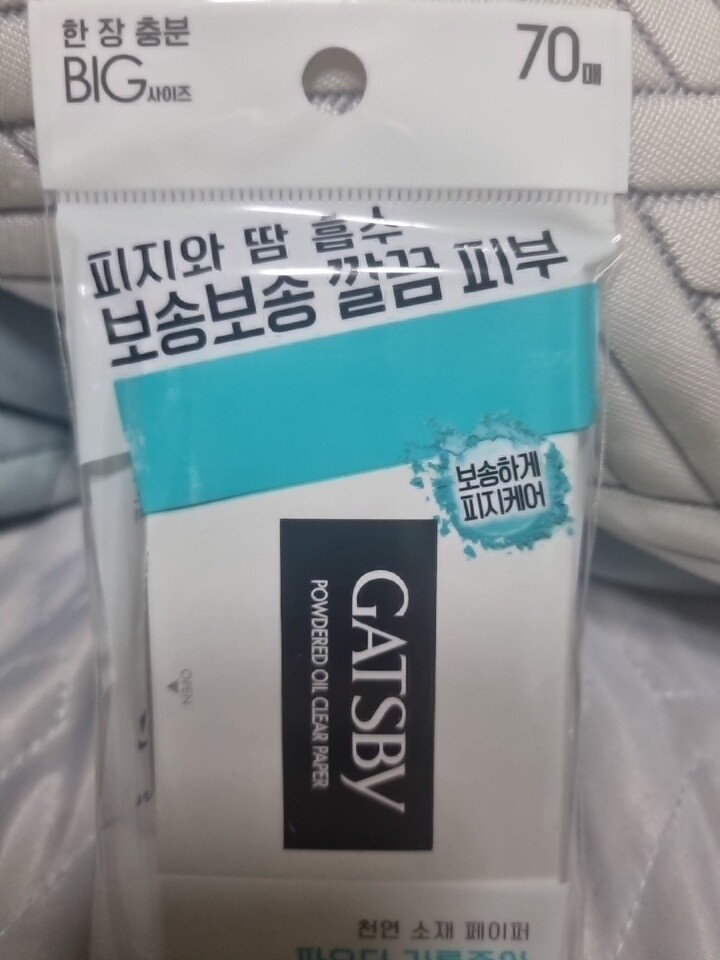 한 장 충분
BIG사이즈
70매
피지와 땀 흡수
보송보송 깔끔 피부
보송하게
피지케어
GATSBY
POWDERED OIL CLEAR PAPER
OPEN
천연 소재 페이퍼